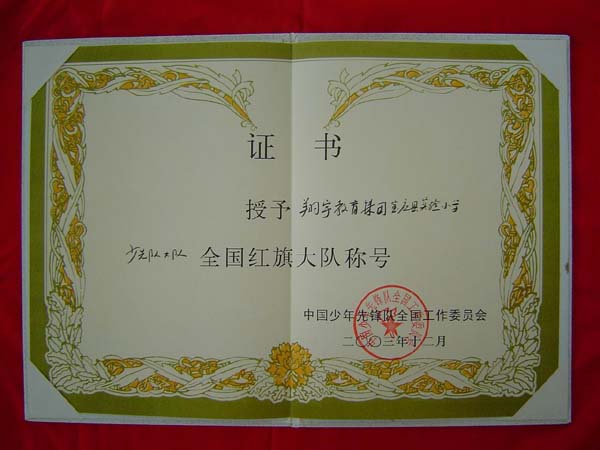 证书
授予 翔宇教育集团宝应县实验小学
少先队大队 全国红旗大队称号
中国少年先锋队全国工作委员会
二〇〇三年十二月